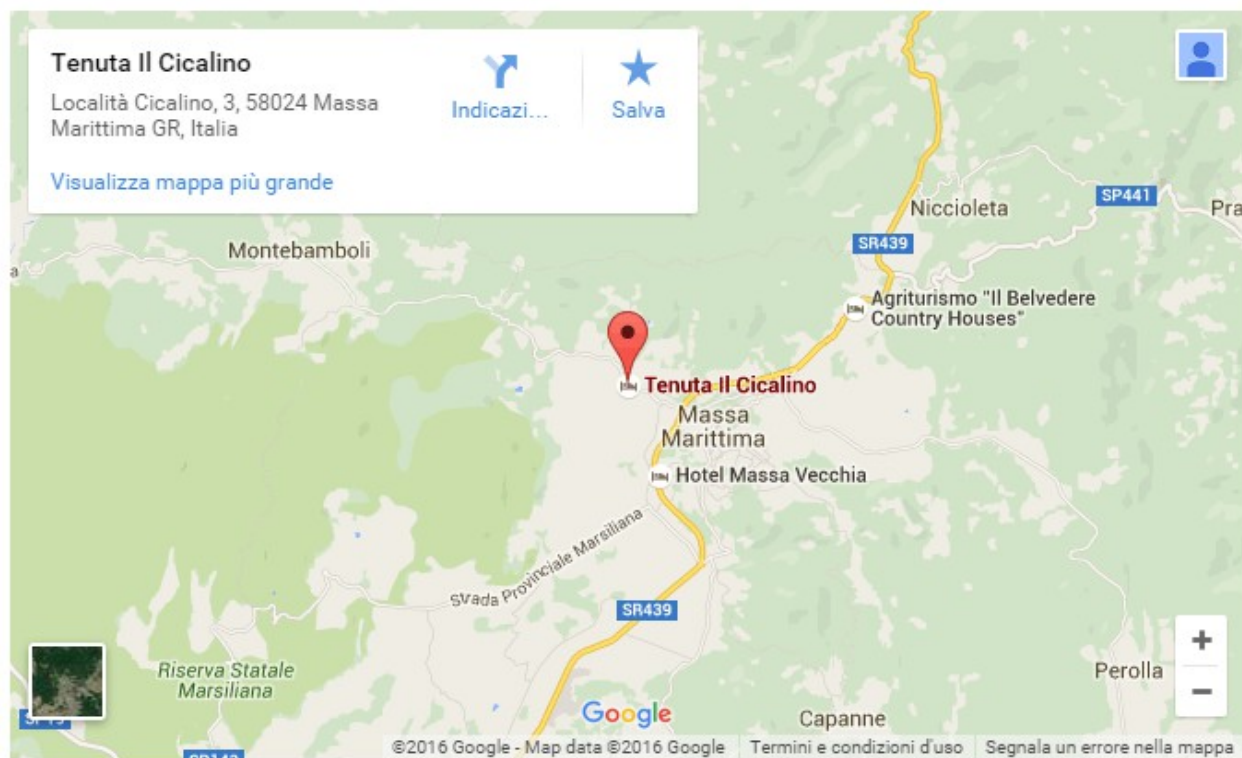 Tenuta Il Cicalino
Località Cicalino, 3, 58024 Massa
Marittima GR, Italia
Indicazi...
Salva
Visualizza mappa più grande
Niccioleta
SP441
Pra
Montebamboli
SR439
a
Agriturismo "Il Belvedere
Country Houses"
Tenuta Il Cicalino
Massa
Marittima
Hotel Massa Vecchia
Strada Provinciale Marsiliana
SR439
Riserva Statale
Marsiliana
Perolla
+
−
Google
Capanne
©2016 Google - Map data ©2016 Google
Termini e condizioni d'uso
Segnala un errore nella mappa